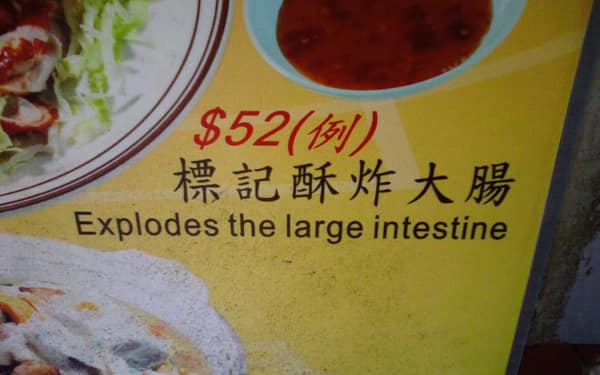 $52(例)
標記酥炸大腸
Explodes the large intestine